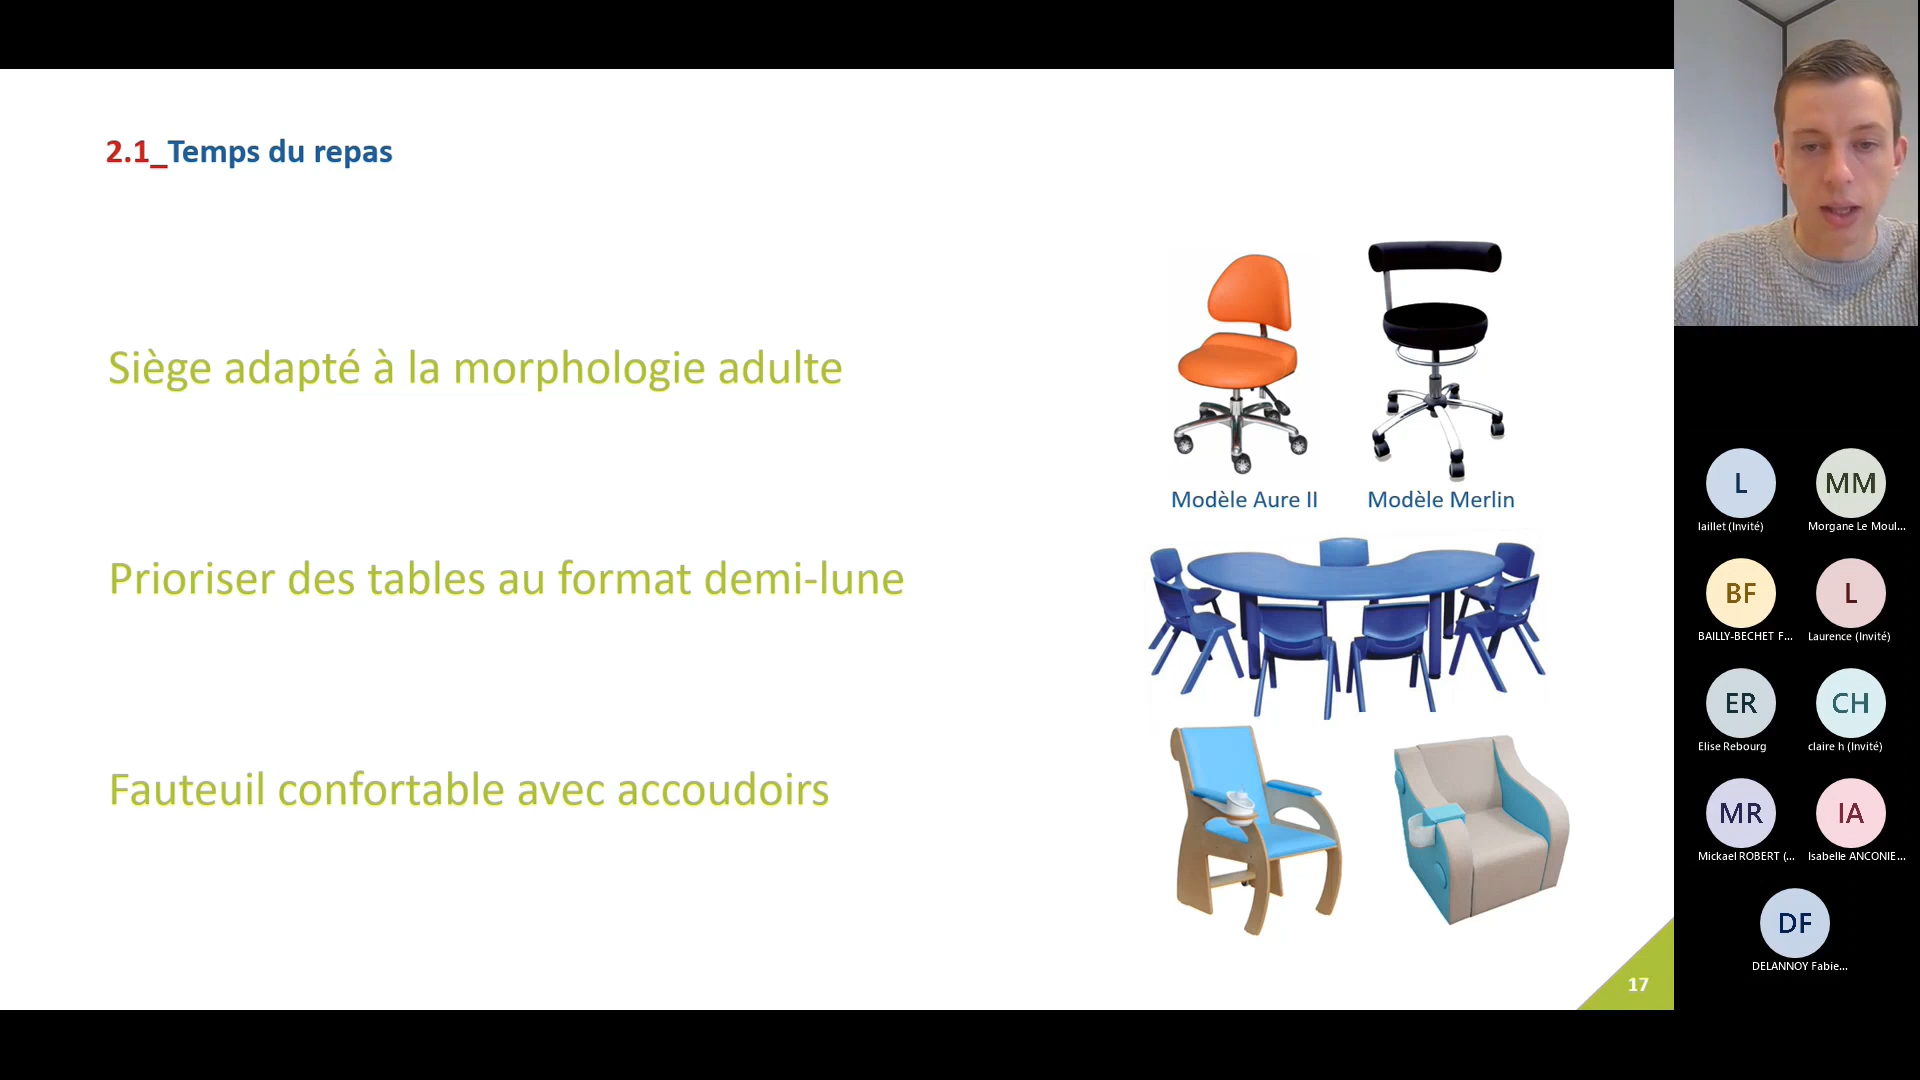 2.1_Temps du repas
Siège adapté à la morphologie adulte
Modèle Aure II
Modèle Merlin
Prioriser des tables au format demi-lune
Fauteuil confortable avec accoudoirs
17
L
laillet (Invité)
MM
Morgane Le Moul...
BF
BAILLY-BECHET F...
L
Laurence (Invité)
ER
Elise Rebourg
CH
claire h (Invité)
MR
Mickael ROBERT (...
IA
Isabelle ANCONIE...
DF
DELANNOY Fabie...